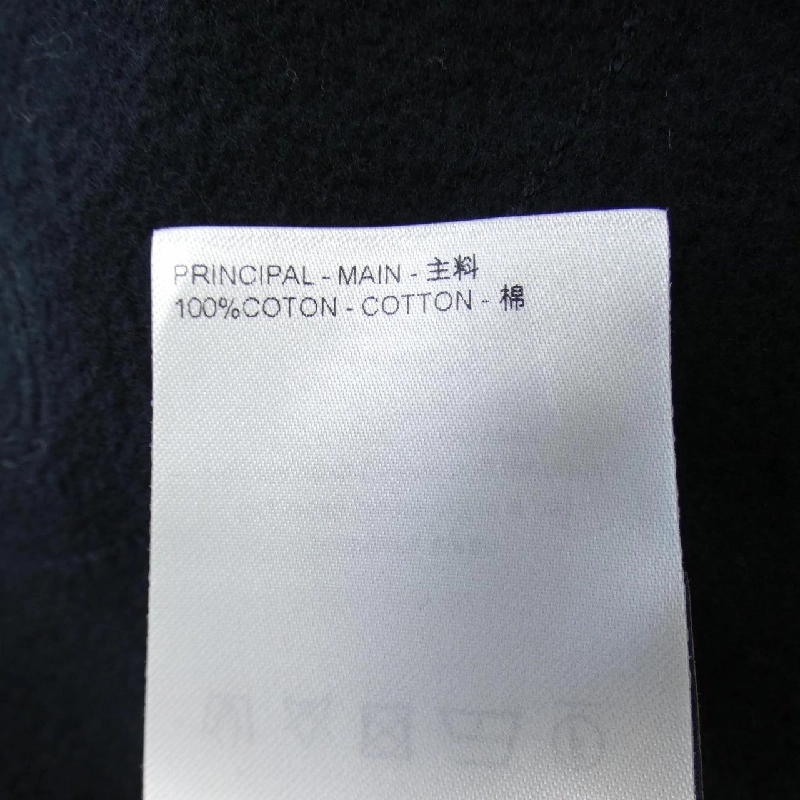 PRINCIPAL - MAIN - 主料
100%COTON - COTTON - 棉